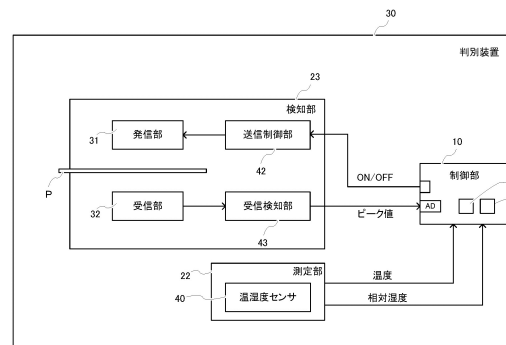 30
判別装置
23
検知部
発信部
31
送信制御部
42
P
受信部
32
受信検知部
43
ON/OFF
ピーク値
10
制御部
AD
22
測定部
40
温湿度センサ
温度
相対湿度